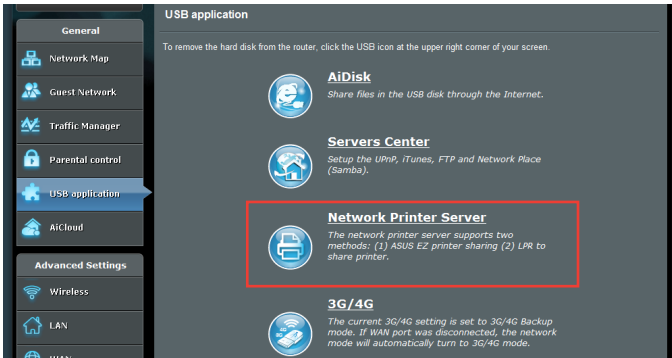 General
Network Map
Guest Network
Traffic Manager
Parental control
USB application
AiCloud
Advanced Settings
Wireless
LAN
WAN
USB application
To remove the hard disk from the router, click the USB icon at the upper right corner of your screen.
AiDisk
Share files in the USB disk through the Internet.
Servers Center
Setup the UPnP, iTunes, FTP and Network Place
(Samba).
Network Printer Server
The network printer server supports two
methods: (1) ASUS EZ printer sharing (2) LPR to
share printer.
3G/4G
The current 3G/4G setting is set to 3G/4G Backup
mode. If WAN port was disconnected, the network
mode will automatically turn to 3G/4G mode.